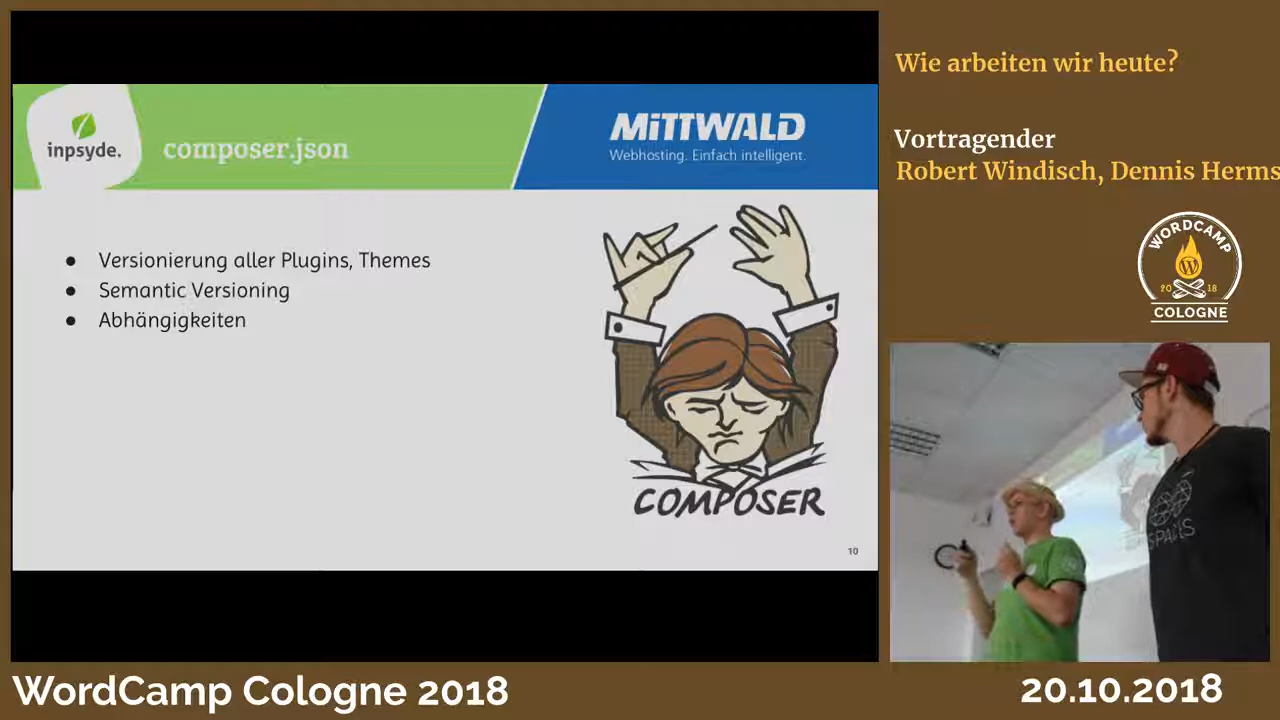 inpsyde.
composer.json
MITTWALD
Webhosting. Einfach intelligent.
● Versionierung aller Plugins, Themes
● Semantic Versioning
● Abhängigkeiten
COMPOSER
10
Wie arbeiten wir heute?
Vortragender
Robert Windisch, Dennis Herms
WORDCAMP
20 18
COLOGNE
SPACES
WordCamp Cologne 2018
20.10.2018